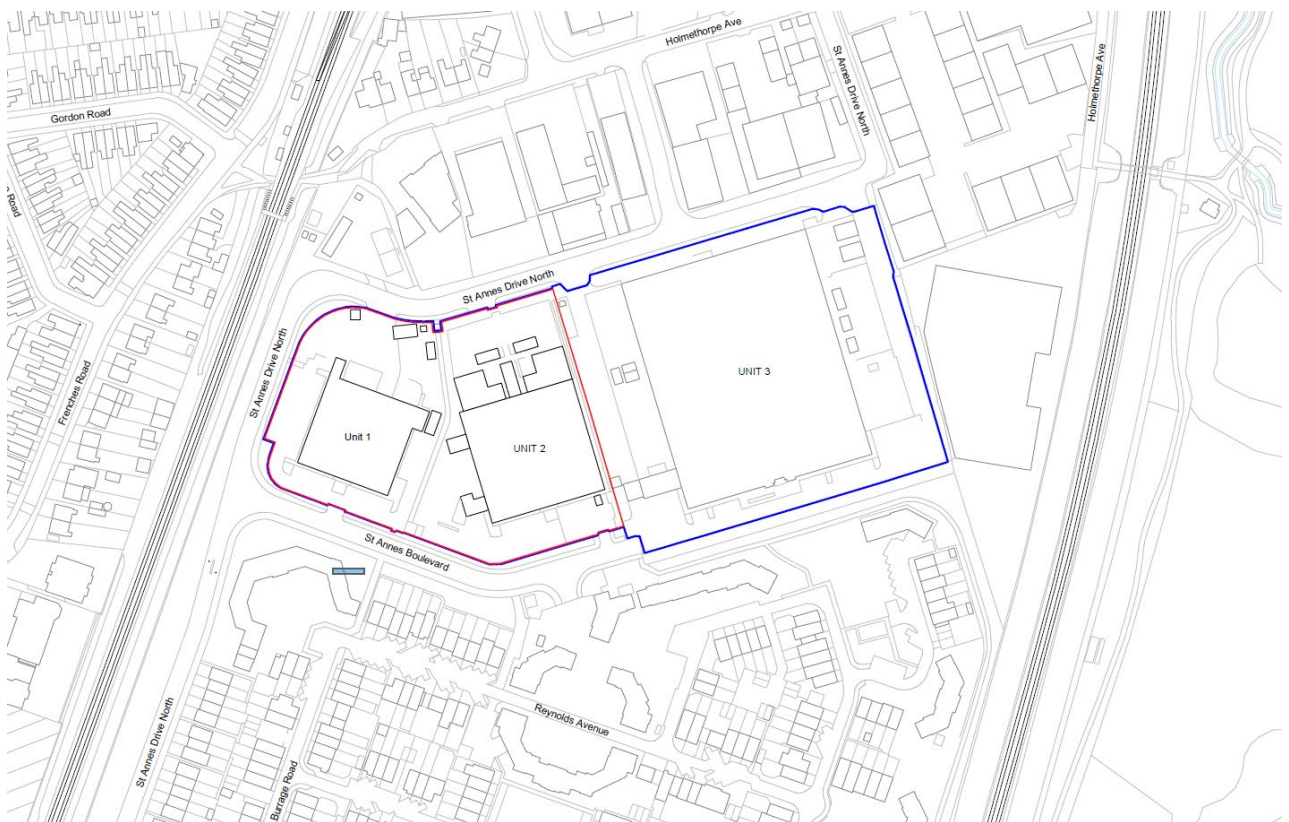 Holmethorpe Ave
St Annes Drive North
Holmethorpe Ave
Gordon Road
Road
St Annes Drive North
St Annes Drive North
Frenches Road
UNIT 3
Unit 1
UNIT 2
St Annes Boulevard
Reynolds Avenue
St Annes Drive North
Burrage Road